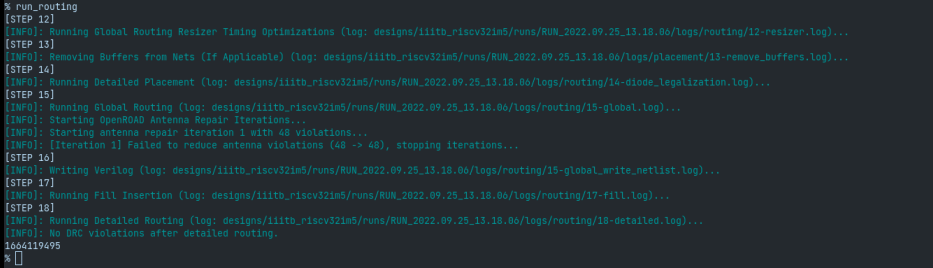 % run_routing
[STEP 12]
[INFO]: Running Global Routing Resizer Timing Optimizations (log: designs/iiitb_riscv32im5/runs/RUN_2022.09.25_13.18.06/logs/routing/12-resizer.log)...
[STEP 13]
[INFO]: Removing Buffers from Nets (If Applicable) (log: designs/iiitb_riscv32im5/runs/RUN_2022.09.25_13.18.06/logs/placement/13-remove_buffers.log)...
[STEP 14]
[INFO]: Running Detailed Placement (log: designs/iiitb_riscv32im5/runs/RUN_2022.09.25_13.18.06/logs/routing/14-diode_legalization.log)...
[STEP 15]
[INFO]: Running Global Routing (log: designs/iiitb_riscv32im5/runs/RUN_2022.09.25_13.18.06/logs/routing/15-global.log)...
[INFO]: Starting OpenROAD Antenna Repair Iterations...
[INFO]: Starting antenna repair iteration 1 with 48 violations...
[INFO]: [Iteration 1] Failed to reduce antenna violations (48 -> 48), stopping iterations...
[STEP 16]
[INFO]: Writing Verilog (log: designs/iiitb_riscv32im5/runs/RUN_2022.09.25_13.18.06/logs/routing/15-global_write_netlist.log)...
[STEP 17]
[INFO]: Running Fill Insertion (log: designs/iiitb_riscv32im5/runs/RUN_2022.09.25_13.18.06/logs/routing/17-fill.log)...
[STEP 18]
[INFO]: Running Detailed Routing (log: designs/iiitb_riscv32im5/runs/RUN_2022.09.25_13.18.06/logs/routing/18-detailed.log)...
[INFO]: No DRC violations after detailed routing.
1664119495
%